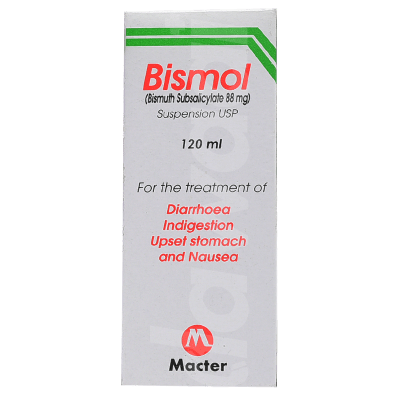 Bismol
(Bismuth Subsalicylate 88 mg)
Suspension USP
120 ml
For the treatment of
Diarrhoea
Indigestion
Upset stomach
and Nausea
M
Macter